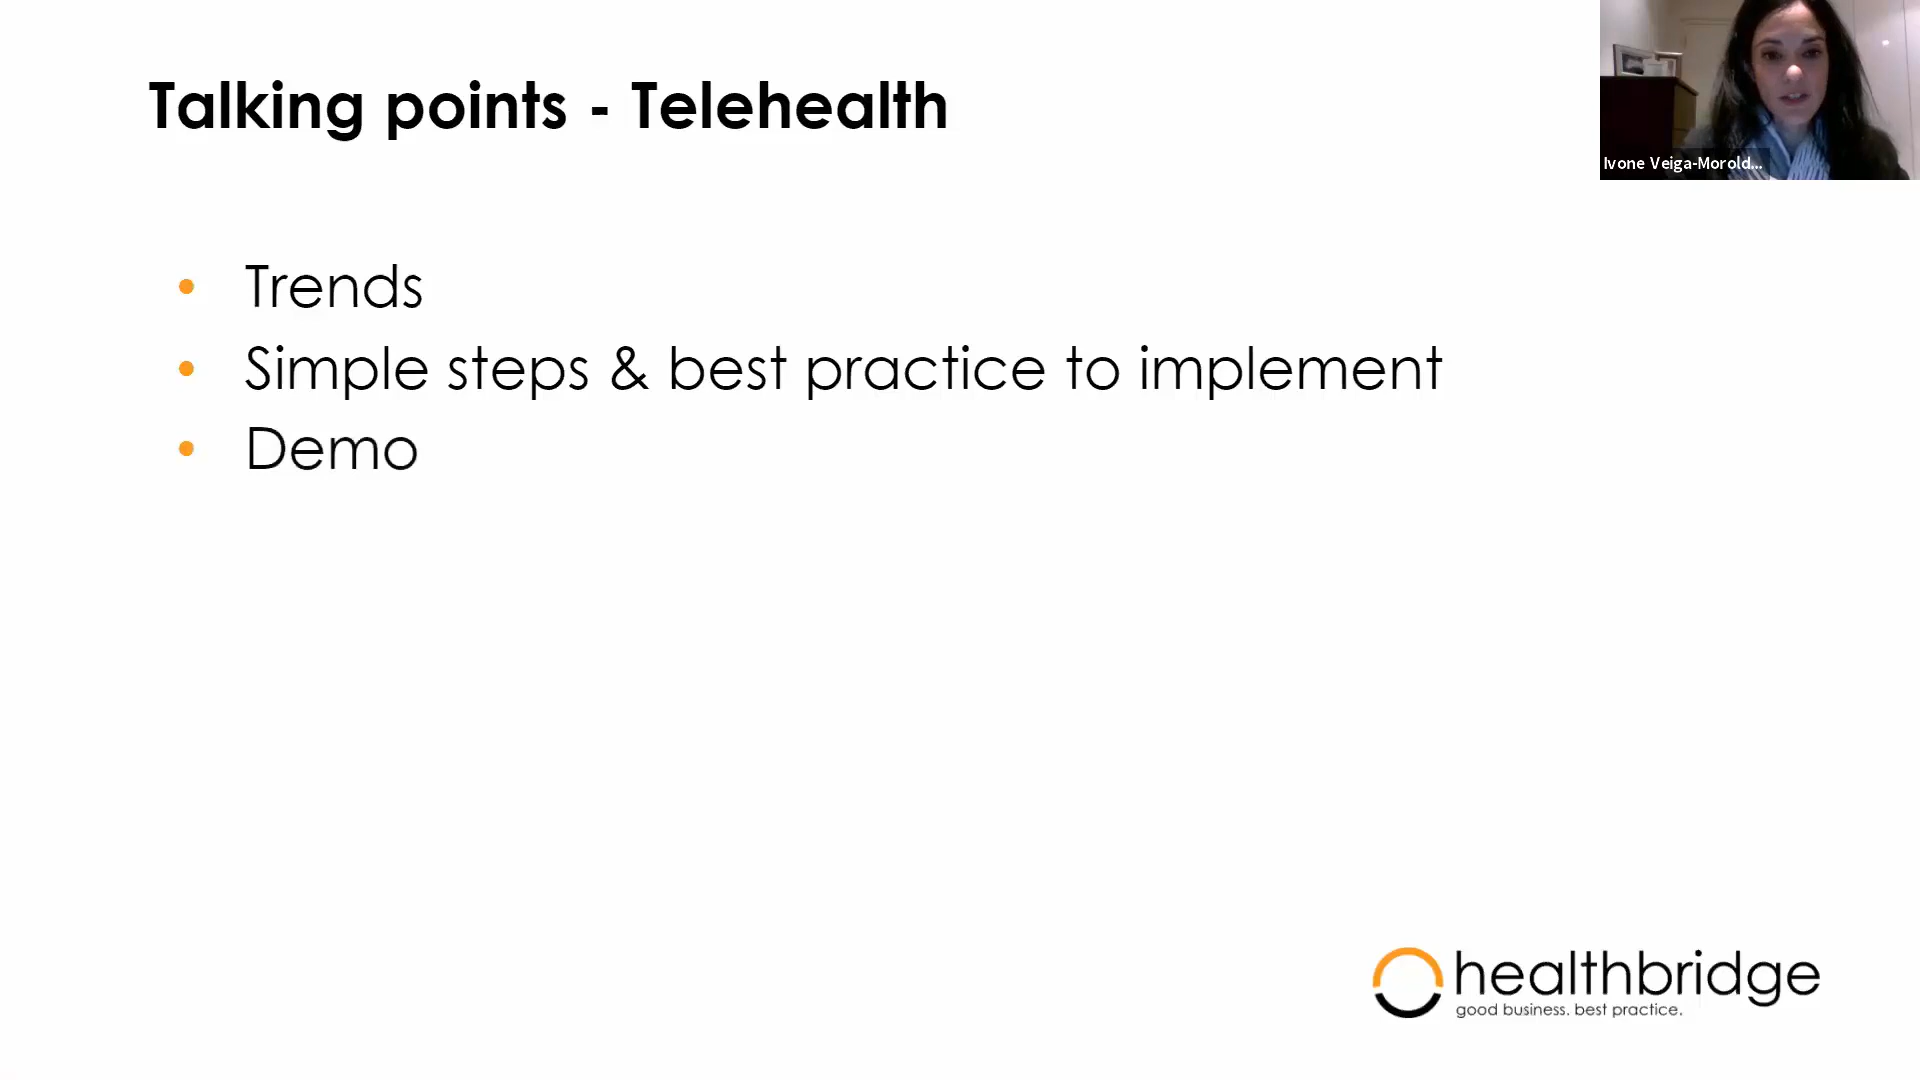 Talking points - Telehealth
Ivone Veiga-Morold...
• Trends
• Simple steps & best practice to implement
• Demo
healthbridge
good business. best practice.